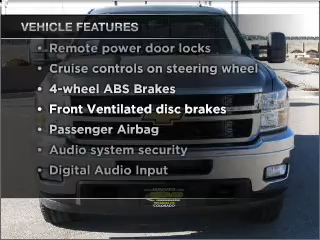 VEHICLE FEATURES
• Remote power door locks
• Cruise controls on steering wheel
• 4-wheel ABS Brakes
• Front Ventilated disc brakes
• Passenger Airbag
• Audio system security
• Digital Audio Input